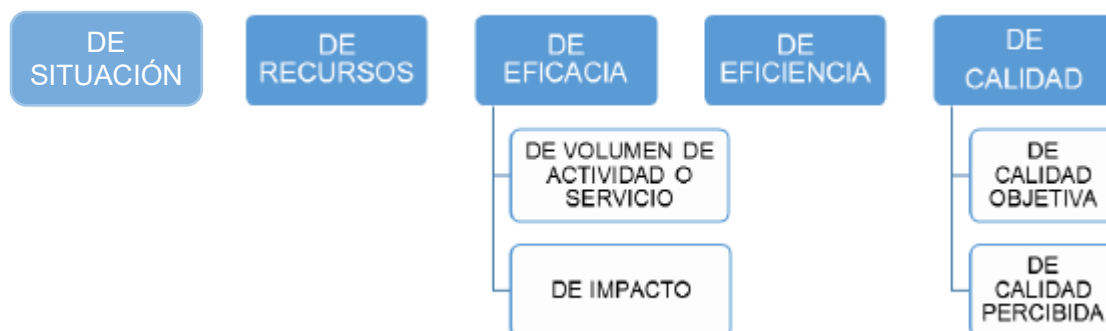 DE
SITUACIÓN
DE
RECURSOS
DE
EFICACIA
DE VOLUMEN DE
ACTIVIDAD O
SERVICIO
DE IMPACTO
DE
EFICIENCIA
DE
CALIDAD
DE
CALIDAD
OBJETIVA
DE
CALIDAD
PERCIBIDA